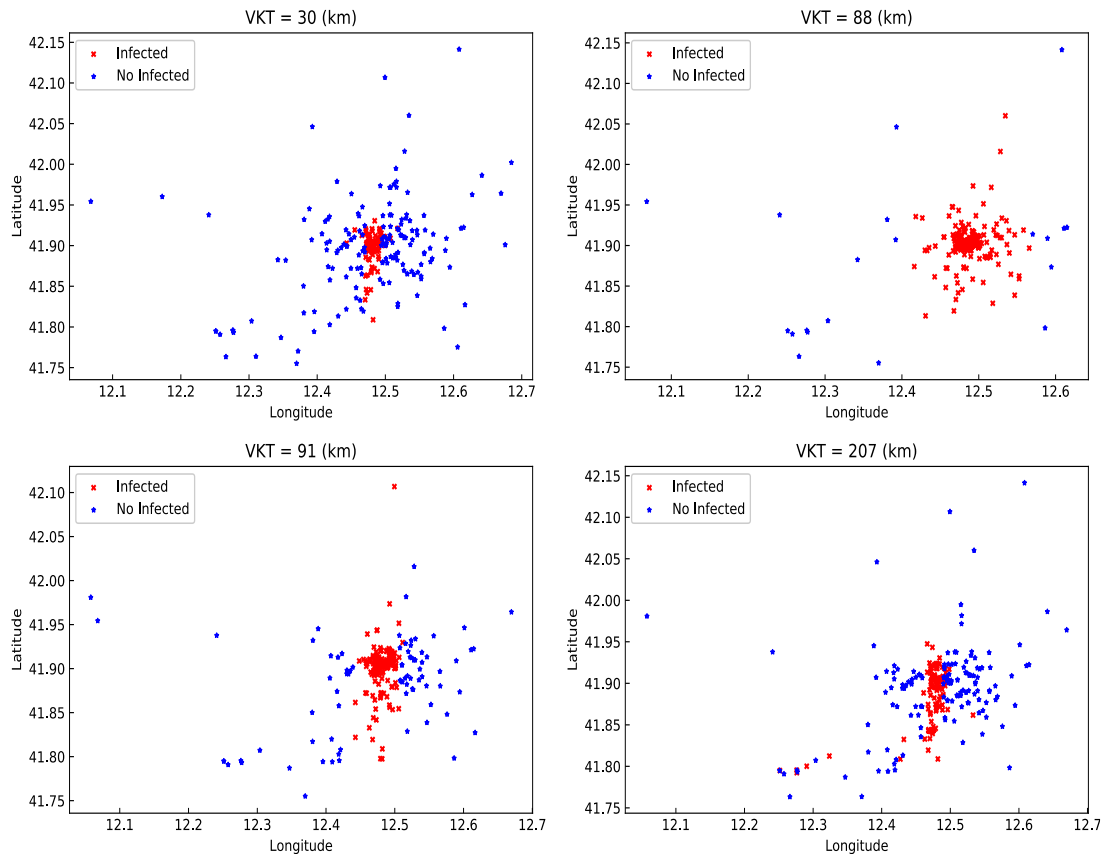 VKT = 30 (km)
Infected
No Infected
42.15
42.10
42.05
42.00
41.95
41.90
41.85
41.80
41.75
Latitude
12.1 12.2 12.3 12.4 12.5 12.6 12.7
Longitude
VKT = 88 (km)
Infected
No Infected
42.15
42.10
42.05
42.00
41.95
41.90
41.85
41.80
41.75
Latitude
12.1 12.2 12.3 12.4 12.5 12.6
Longitude
VKT = 91 (km)
Infected
No Infected
42.10
42.05
42.00
41.95
41.90
41.85
41.80
41.75
Latitude
12.1 12.2 12.3 12.4 12.5 12.6 12.7
Longitude
VKT = 207 (km)
Infected
No Infected
42.15
42.10
42.05
42.00
41.95
41.90
41.85
41.80
41.75
Latitude
12.1 12.2 12.3 12.4 12.5 12.6 12.7
Longitude